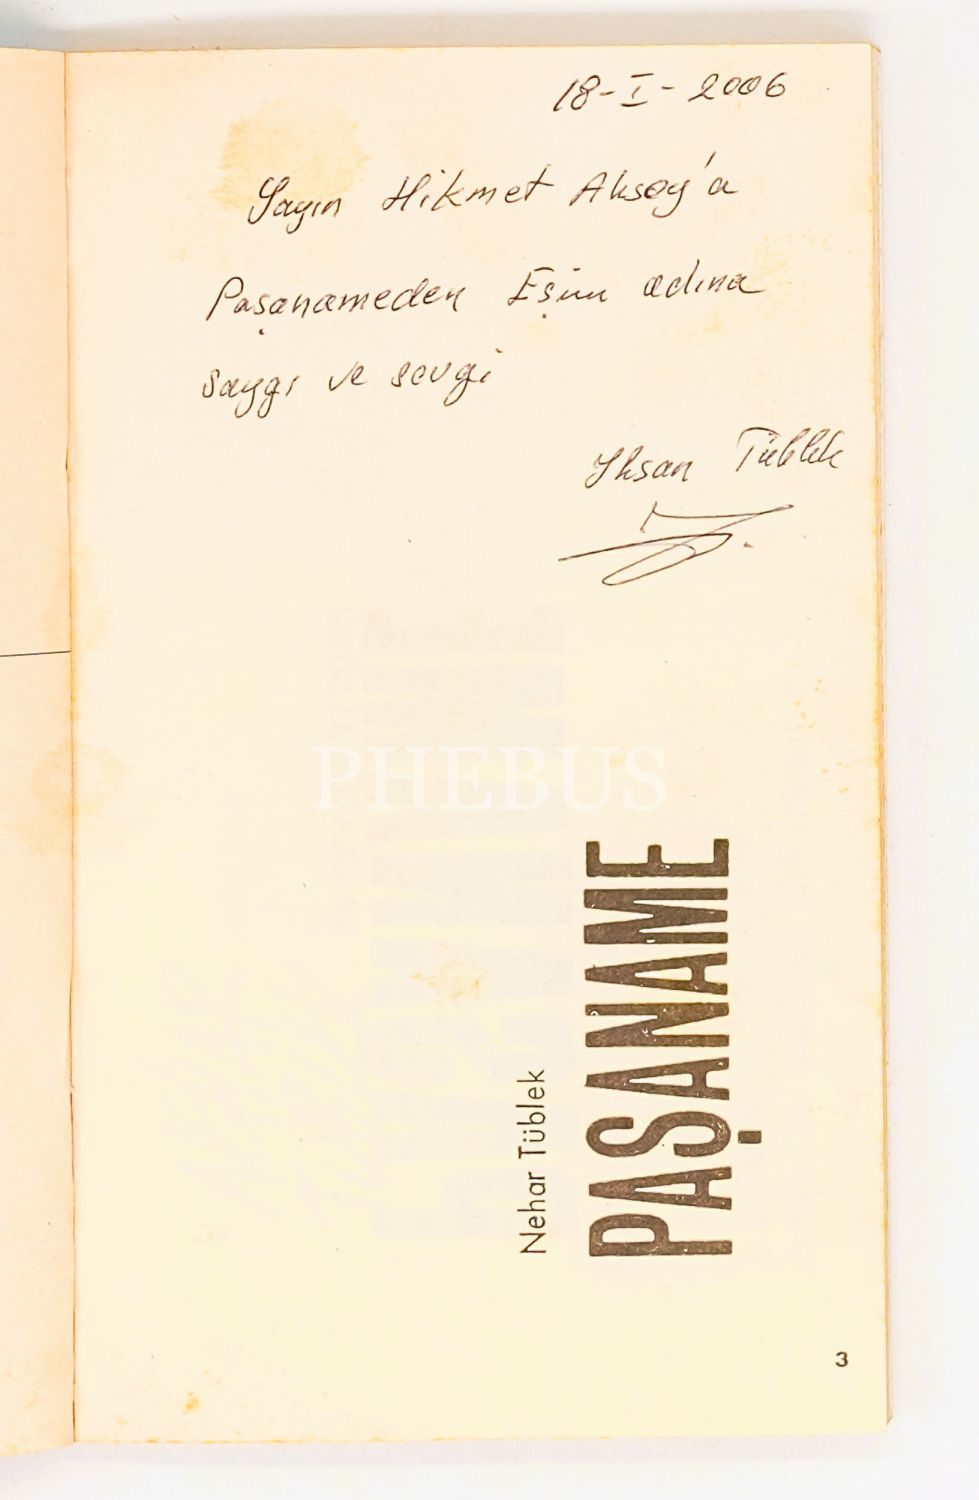 18-I-2006
Sayın Hikmet Aksoy'a
Paşanameden Eşim adına
Saygı ve sevgi
İhsan Tüblek
PHEBUS
Nehar Tüblek
PAŞANAME
3